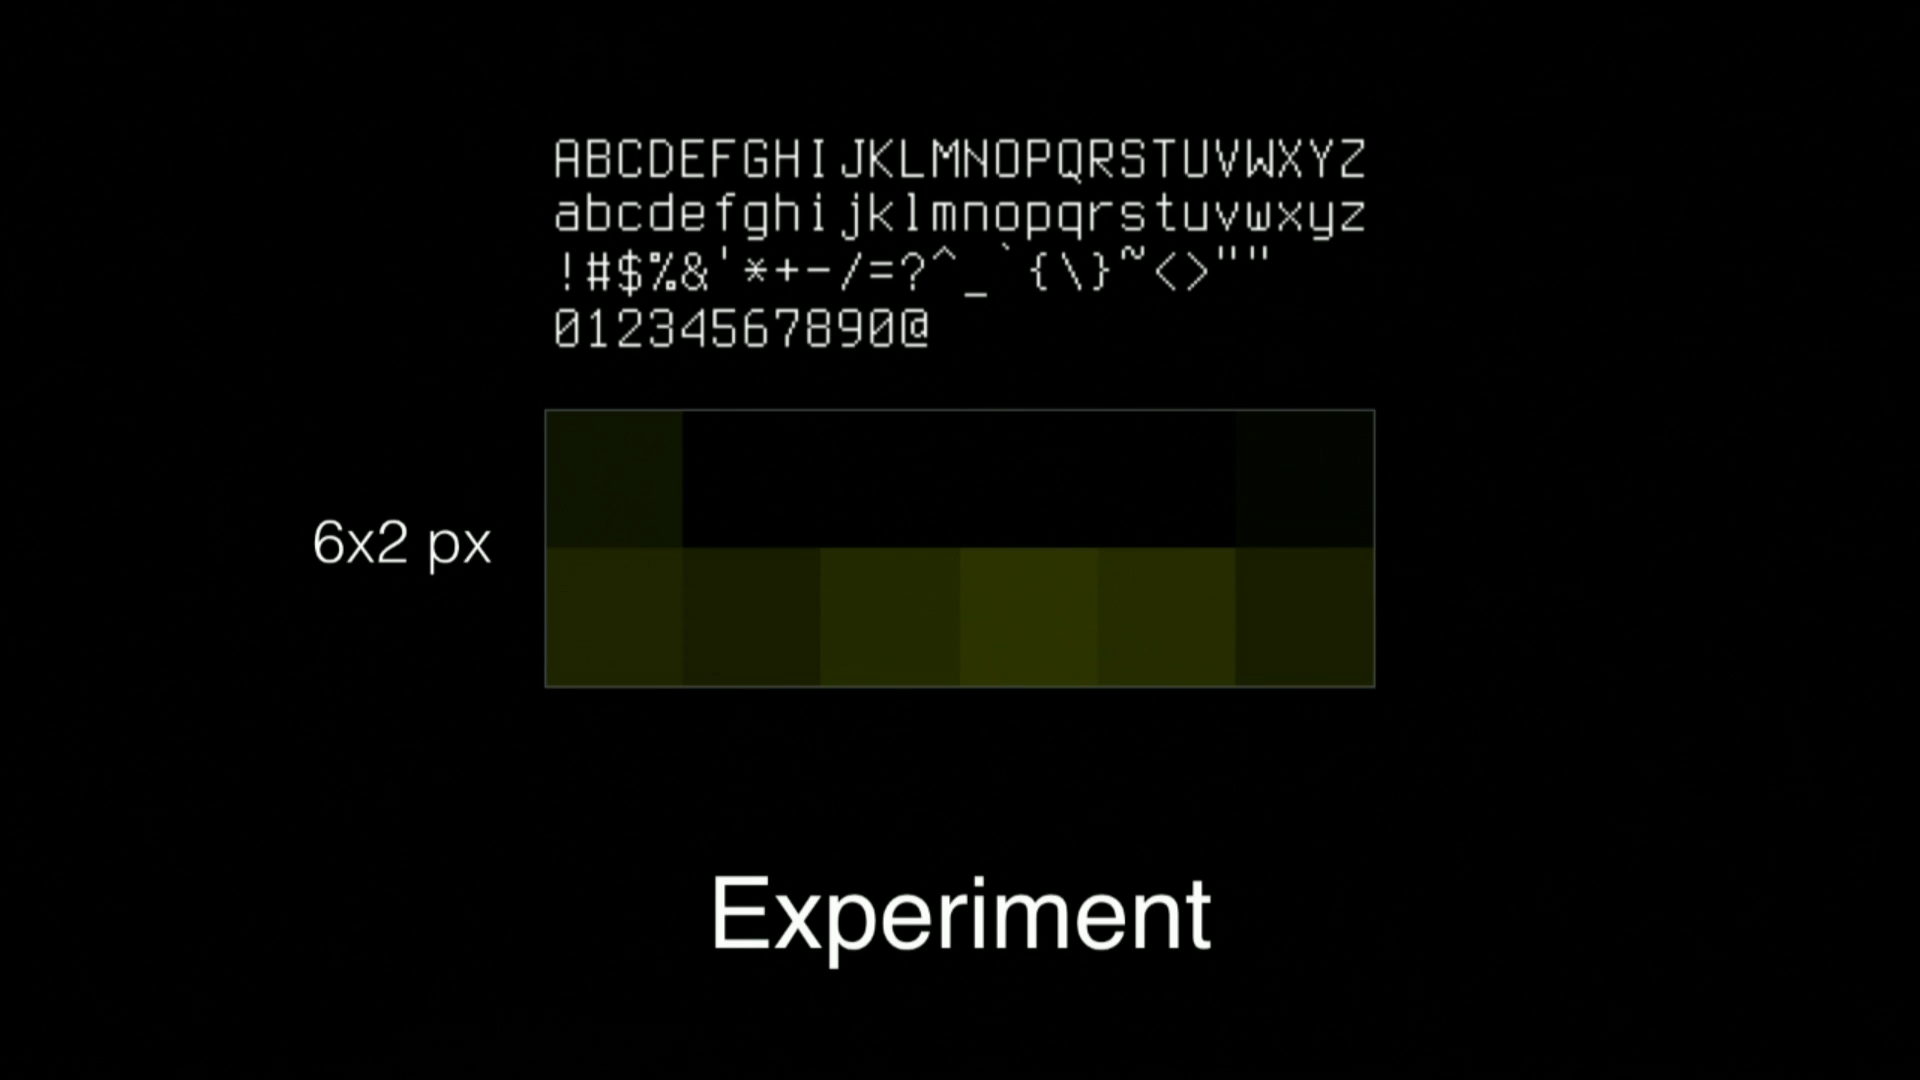 ABCDEFGHIJKLMNOPQRSTUVWXYZ
abcdefghijklmnopqrstuvwxyz
!#$%&'*+-/=?^_`{\}~<>""
01234567890@
6x2 px
Experiment